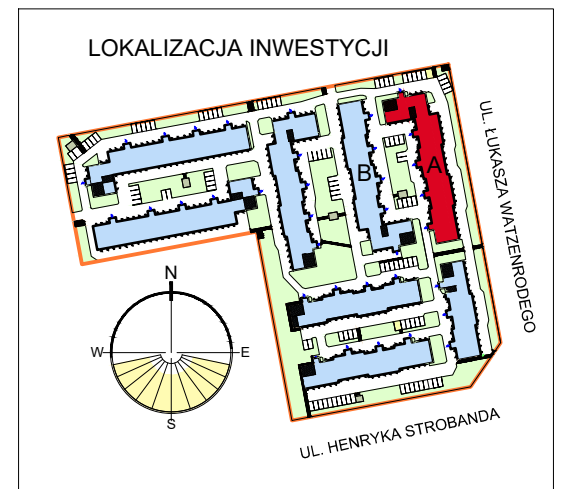 LOKALIZACJA INWESTYCJI
UL. ŁUKASZA WATZENRODEGO
A
B
N
W
E
S
UL. HENRYKA STROBANDA